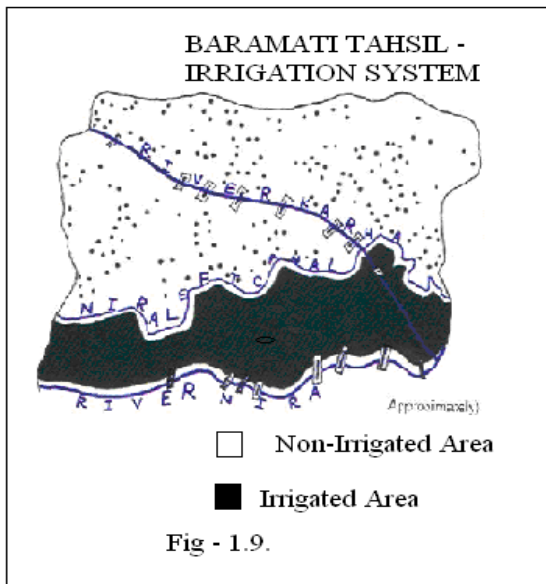 BARAMATI TAHSIL -
IRRIGATION SYSTEM
RIVER KARHA
NIRA LEFT CANAL
RIVER NIRA
Approximately)
Non-Irrigated Area
Irrigated Area
Fig - 1.9.